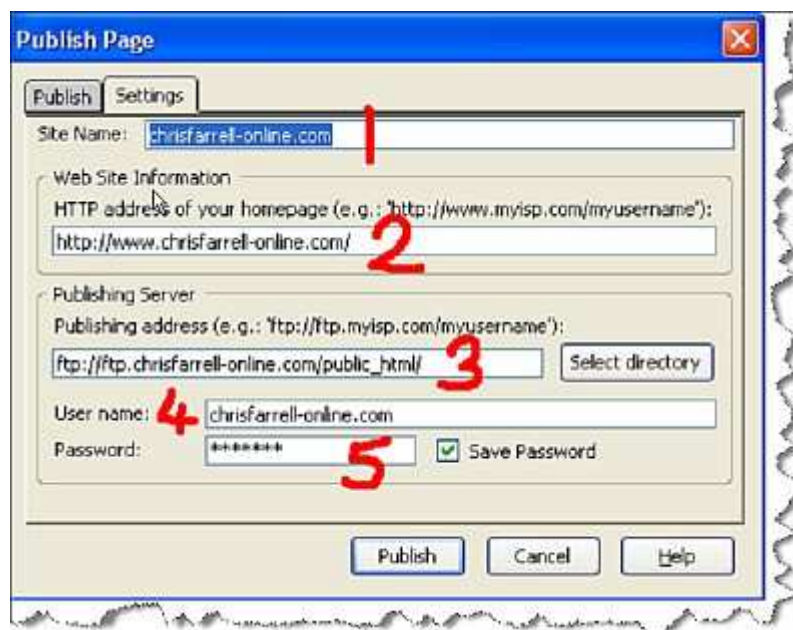 Publish Page
Publish Settings
Site Name: chrisfarrell-online.com 1
Web Site Information
HTTP address of your homepage (e.g.: 'http://www.myisp.com/myusername'):
http://www.chrisfarrell-online.com/ 2
Publishing Server
Publishing address (e.g.: 'ftp://ftp.myisp.com/myusername'):
ftp://ftp.chrisfarrell-online.com/public_html/ 3 Select directory
User name: 4 chrisfarrell-online.com
Password: ******* 5 Save Password
Publish Cancel Help